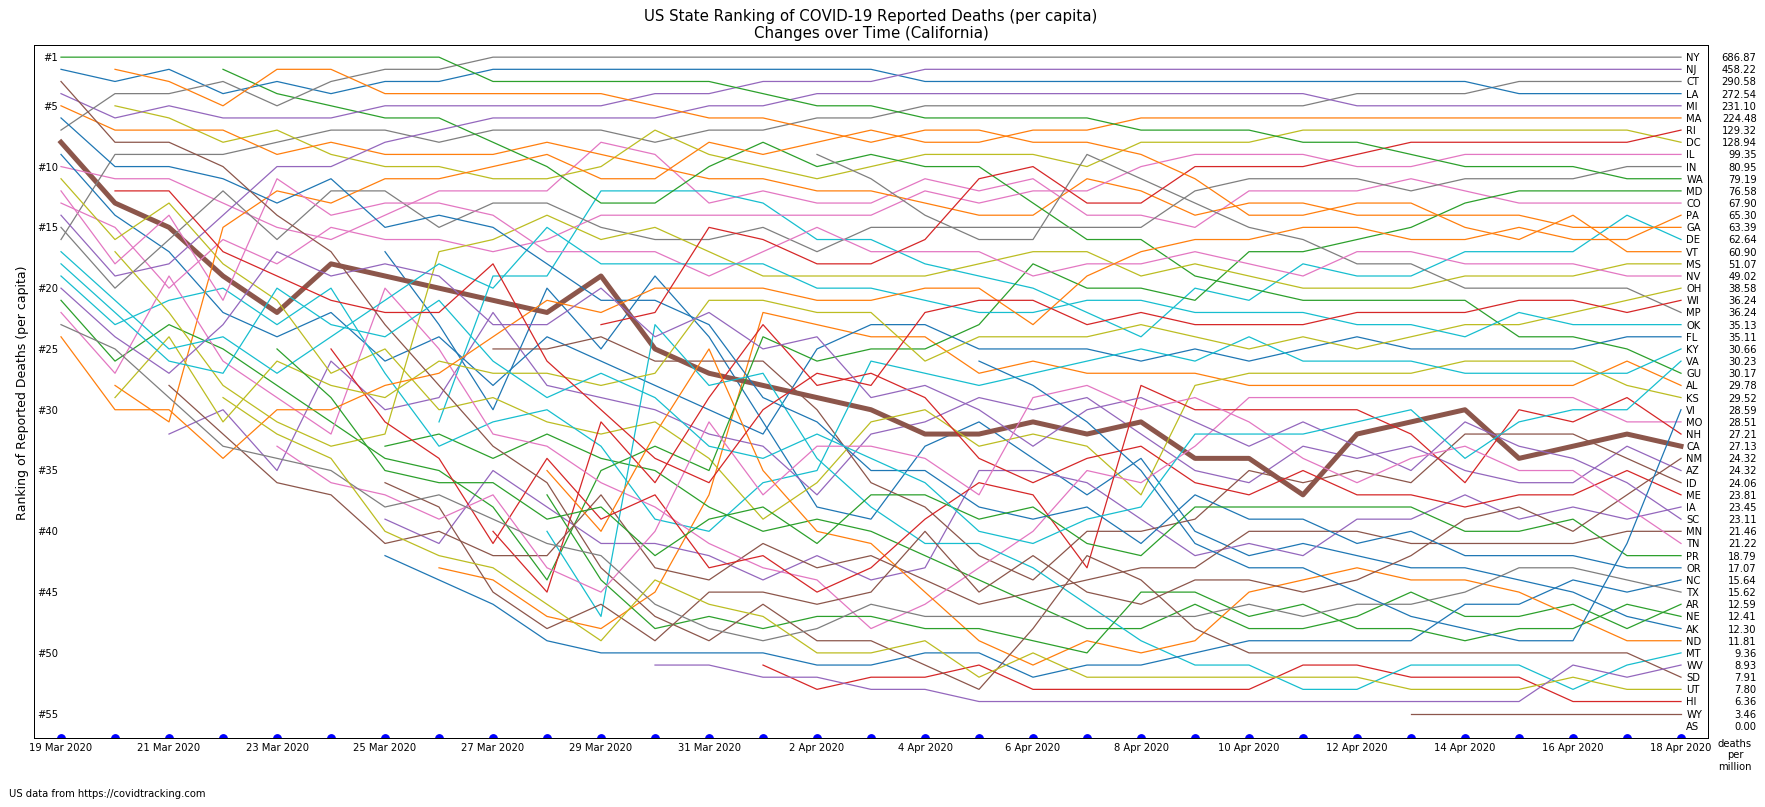 US State Ranking of COVID-19 Reported Deaths (per capita)
Changes over Time (California)
Ranking of Reported Deaths (per capita)
#1
#5
#10
#15
#20
#25
#30
#35
#40
#45
#50
#55
NY 686.87
NJ 458.22
CT 290.58
LA 272.54
MI 231.10
MA 224.48
RI 129.32
DC 128.94
IL 99.35
IN 80.95
WA 79.19
MD 76.58
CO 67.90
PA 65.30
GA 63.39
DE 62.64
VT 60.90
MS 51.07
NV 49.02
OH 38.58
WI 36.24
MP 36.24
OK 35.13
FL 35.11
KY 30.66
VA 30.23
GU 30.17
AL 29.78
KS 29.52
VI 28.59
MO 28.51
NH 27.21
CA 27.13
NM 24.32
AZ 24.32
ID 24.06
ME 23.81
IA 23.45
SC 23.11
MN 21.46
TN 21.22
PR 18.79
OR 17.07
NC 15.64
TX 15.62
AR 12.59
NE 12.41
AK 12.30
ND 11.81
MT 9.36
WV 8.93
SD 7.91
UT 7.80
HI 6.36
WY 3.46
AS 0.00
19 Mar 2020 21 Mar 2020 23 Mar 2020 25 Mar 2020 27 Mar 2020 29 Mar 2020 31 Mar 2020 2 Apr 2020 4 Apr 2020 6 Apr 2020 8 Apr 2020 10 Apr 2020 12 Apr 2020 14 Apr 2020 16 Apr 2020 18 Apr 2020
deaths
per
million
US data from https://covidtracking.com